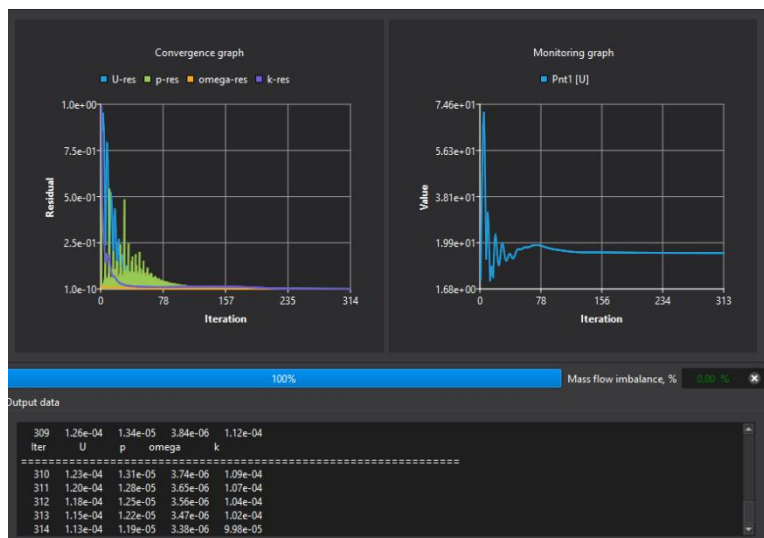 Convergence graph
U-res p-res omega-res k-res
1.0e+00
7.5e-01
5.0e-01
2.5e-01
1.0e-10
Residual
0 78 157 235 314
Iteration
Monitoring graph
Pnt1 [U]
7.46e+01
5.63e+01
3.81e+01
1.99e+01
1.68e+00
Value
0 78 156 234 313
Iteration
100%
Mass flow imbalance, % 0.00 %
Output data
309 1.26e-04 1.34e-05 3.84e-06 1.12e-04
Iter U p omega k
======================================================================
310 1.23e-04 1.31e-05 3.74e-06 1.09e-04
311 1.20e-04 1.28e-05 3.65e-06 1.07e-04
312 1.18e-04 1.25e-05 3.56e-06 1.04e-04
313 1.15e-04 1.22e-05 3.47e-06 1.02e-04
314 1.13e-04 1.19e-05 3.38e-06 9.98e-05